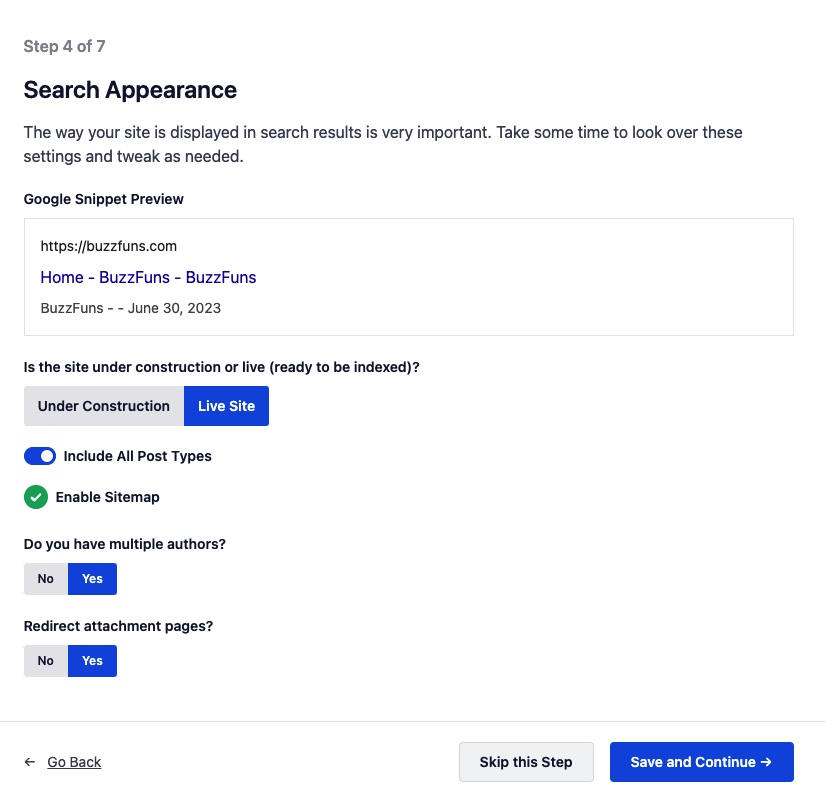 Step 4 of 7
Search Appearance
The way your site is displayed in search results is very important. Take some time to look over these
settings and tweak as needed.
Google Snippet Preview
https://buzzfuns.com
Home - BuzzFuns - BuzzFuns
BuzzFuns - - June 30, 2023
Is the site under construction or live (ready to be indexed)?
Under Construction Live Site
Include All Post Types
Enable Sitemap
Do you have multiple authors?
No Yes
Redirect attachment pages?
No Yes
← Go Back Skip this Step Save and Continue →